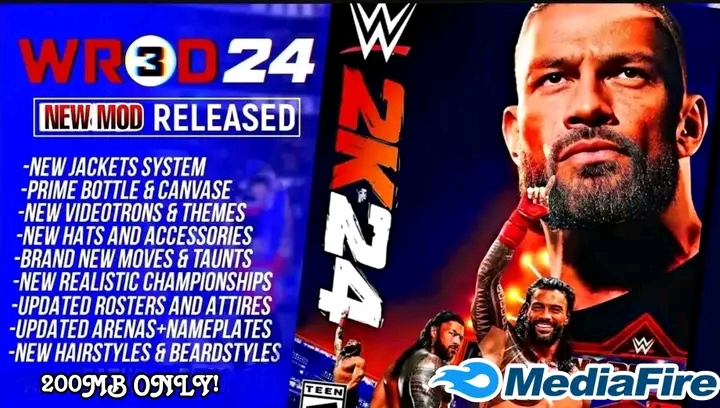 WR3D 24
NEW MOD RELEASED
-NEW JACKETS SYSTEM
-PRIME BOTTLE & CANVASE
-NEW VIDEOTRONS & THEMES
-NEW HATS AND ACCESSORIES
-BRAND NEW MOVES & TAUNTS
-NEW REALISTIC CHAMPIONSHIPS
-UPDATED ROSTERS AND ATTIRES
-UPDATED ARENAS+NAMEPLATES
-NEW HAIRSTYLES & BEARDSTYLES
200MB ONLY!
W
2K24
W
TEEN
MediaFire